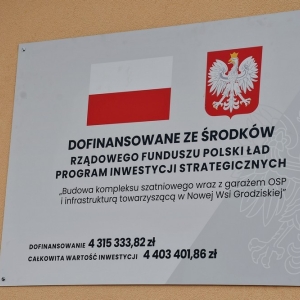 DOFINANSOWANE ZE ŚRODKÓW
RZĄDOWEGO FUNDUSZU POLSKI ŁAD
PROGRAM INWESTYCJI STRATEGICZNYCH
„Budowa kompleksu szatniowego wraz z garażem OSP
i infrastrukturą towarzyszącą w Nowej Wsi Grodziskiej”
DOFINANSOWANIE 4 315 333,82 zł
CAŁKOWITA WARTOŚĆ INWESTYCJI 4 403 401,86 zł